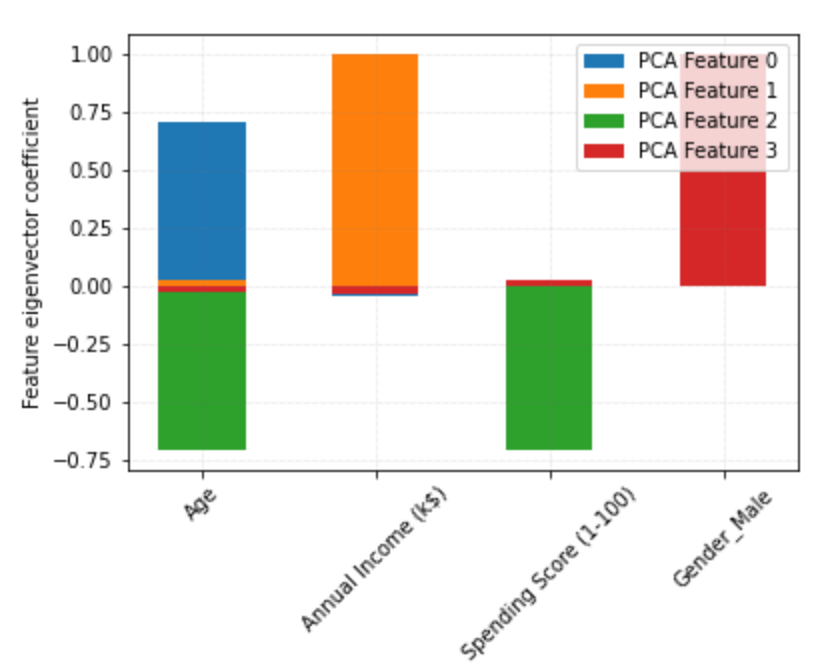 Feature eigenvector coefficient
1.00
0.75
0.50
0.25
0.00
−0.25
−0.50
−0.75
PCA Feature 0
PCA Feature 1
PCA Feature 2
PCA Feature 3
Age
Annual Income (k$)
Spending Score (1-100)
Gender_Male